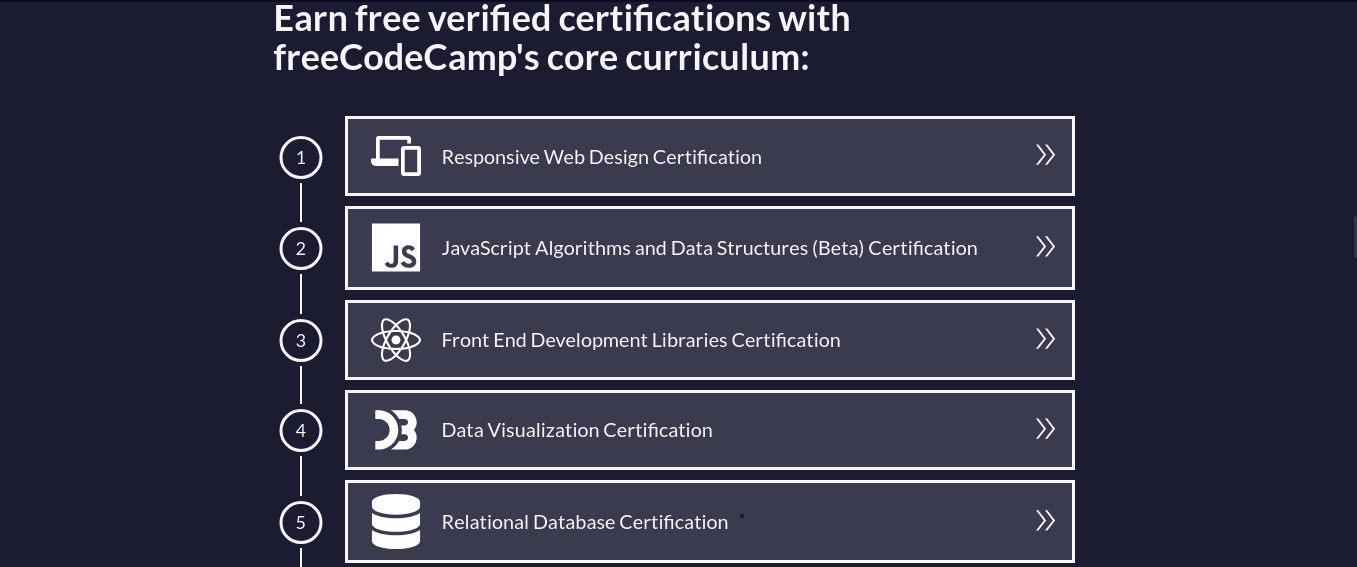 Earn free verified certifications with
freeCodeCamp's core curriculum:
1
Responsive Web Design Certification
2
JS
JavaScript Algorithms and Data Structures (Beta) Certification
3
Front End Development Libraries Certification
4
D3
Data Visualization Certification
5
Relational Database Certification